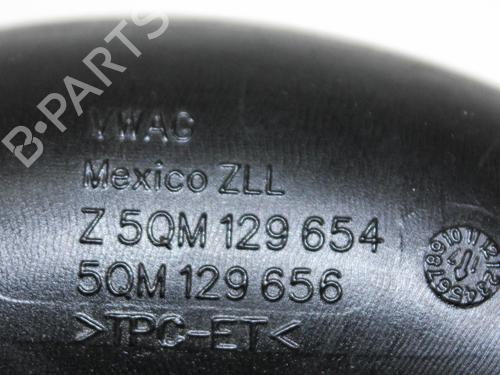 B-PARTS
VWAG
Mexico ZLL
Z 5QM 129 654
5QM 129 656
>TPC-ET<